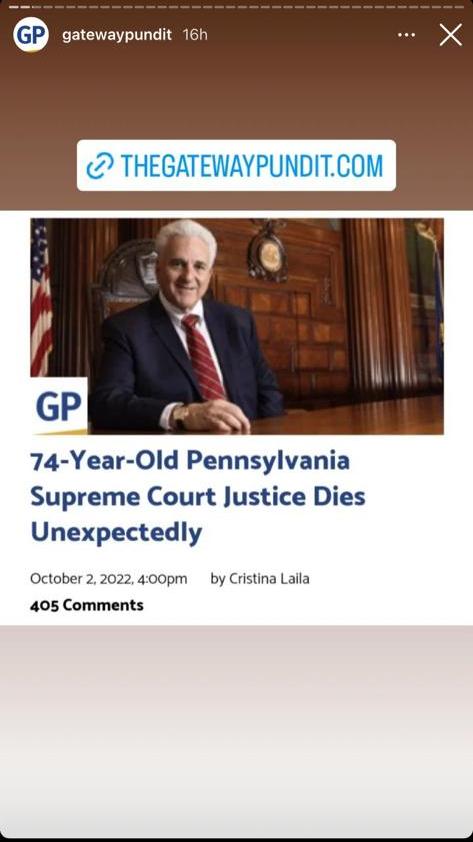 GP gatewaypundit 16h
THEGATEWAYPUNDIT.COM
GP
74-Year-Old Pennsylvania
Supreme Court Justice Dies
Unexpectedly
October 2, 2022, 4:00pm by Cristina Laila
405 Comments